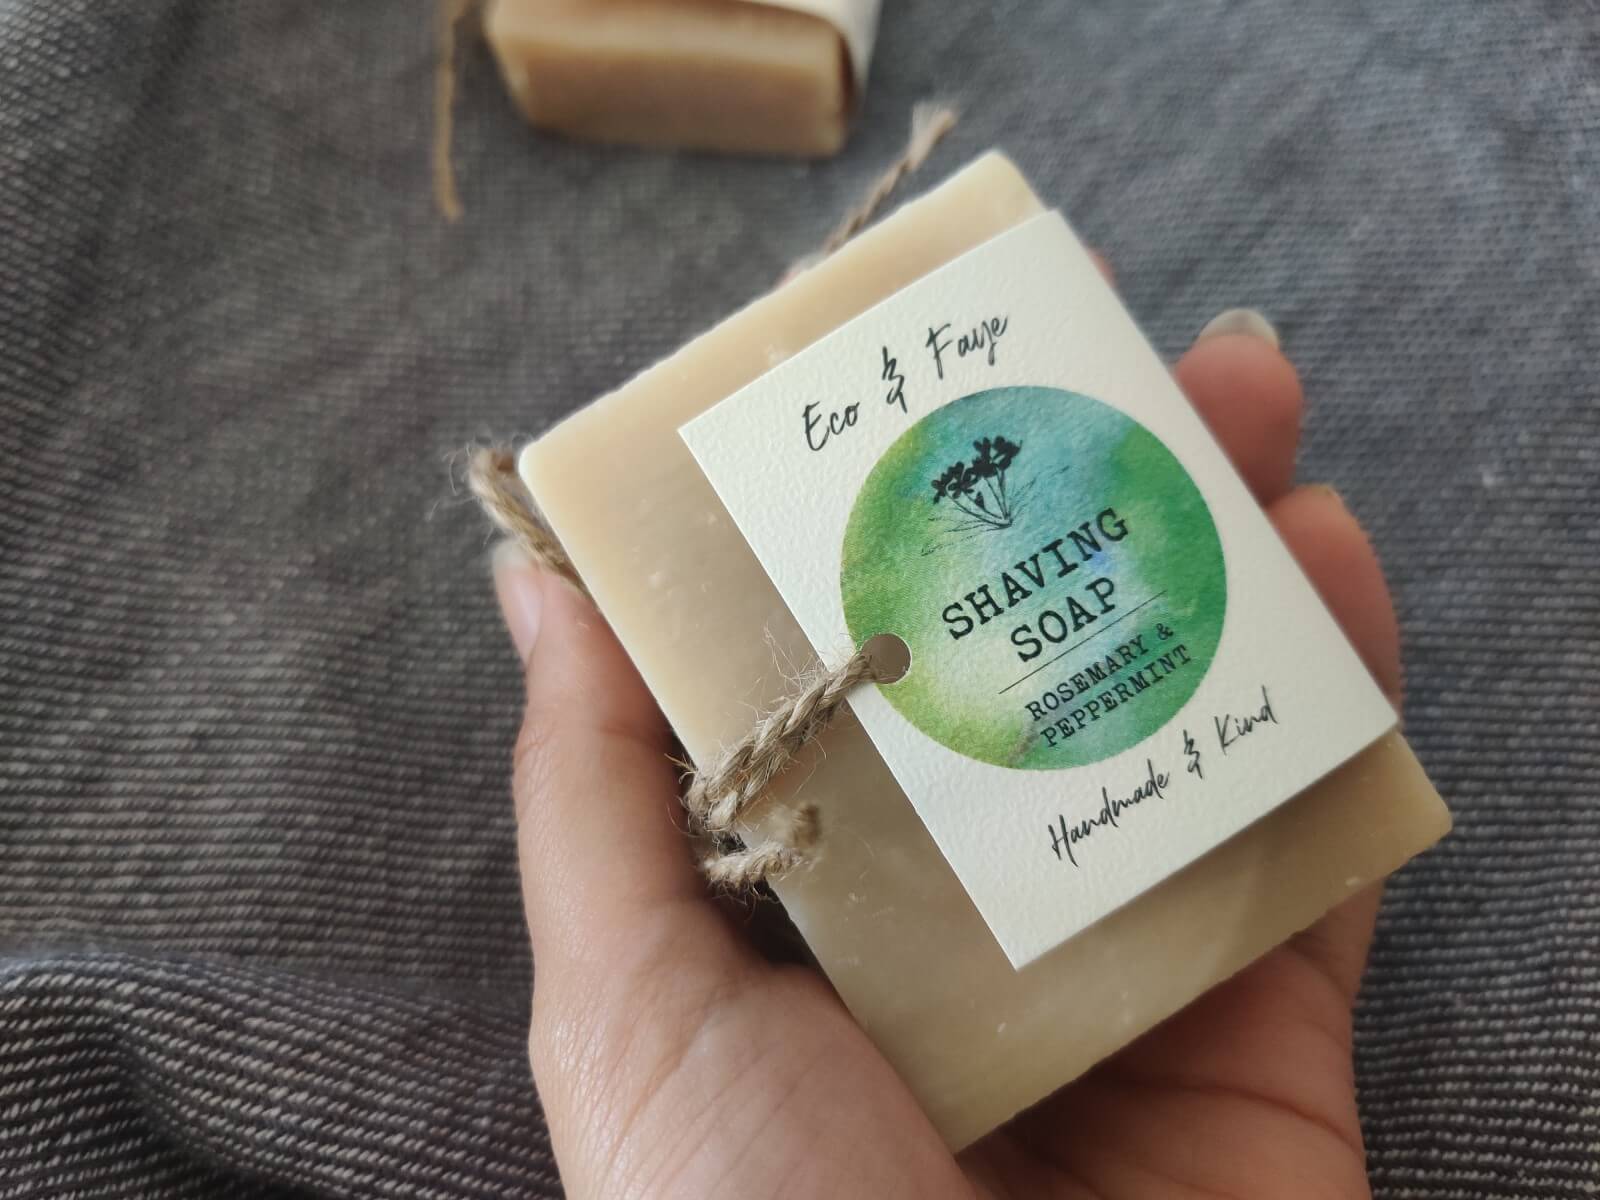 Eco & Faye
SHAVING
SOAP
ROSEMARY &
PEPPERMINT
Handmade & Kind